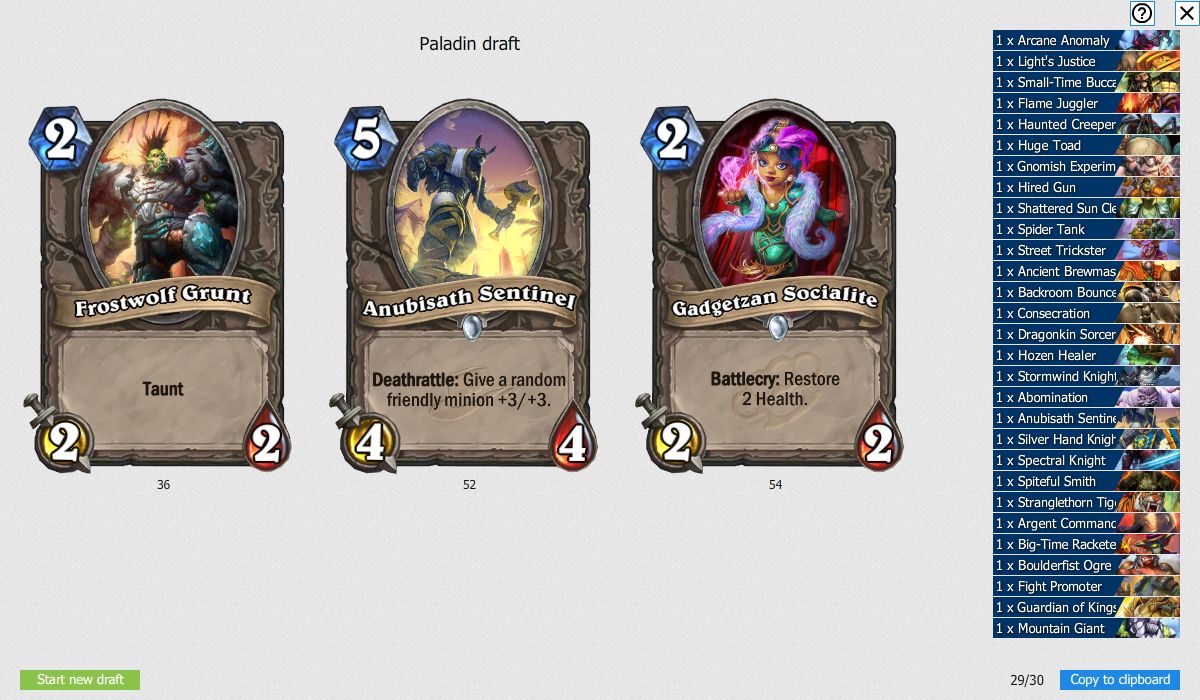 Paladin draft
2
Frostwolf Grunt
Taunt
2
2
36
5
Anubisath Sentinel
Deathrattle: Give a random
friendly minion +3/+3.
4
4
52
2
Gadgetzan Socialite
Battlecry: Restore
2 Health.
2
2
54
?
1 x Arcane Anomaly
1 x Light's Justice
1 x Small-Time Bucca
1 x Flame Juggler
1 x Haunted Creeper
1 x Huge Toad
1 x Gnomish Experim
1 x Hired Gun
1 x Shattered Sun Cle
1 x Spider Tank
1 x Street Trickster
1 x Ancient Brewmas
1 x Backroom Bounce
1 x Consecration
1 x Dragonkin Sorcer
1 x Hozen Healer
1 x Stormwind Knight
1 x Abomination
1 x Anubisath Sentine
1 x Silver Hand Knigh
1 x Spectral Knight
1 x Spiteful Smith
1 x Stranglethorn Tig
1 x Argent Commanc
1 x Big-Time Rackete
1 x Boulderfist Ogre
1 x Fight Promoter
1 x Guardian of Kings
1 x Mountain Giant
Start new draft
29/30
Copy to clipboard